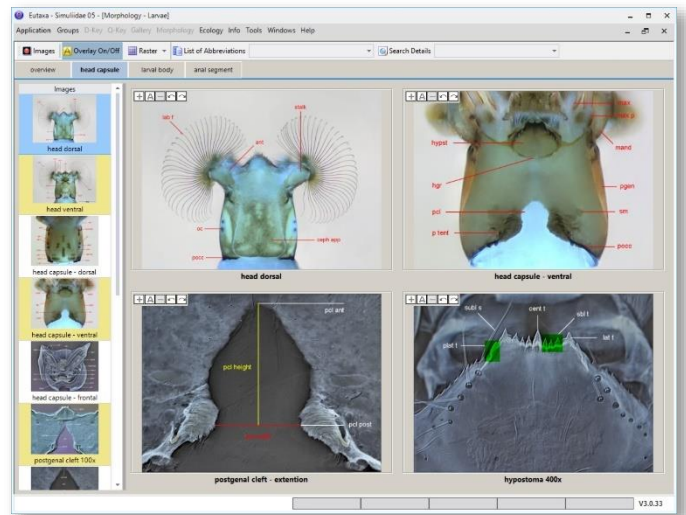 Eutaxa - Simuliidae 05 - [Morphology - Larvae]
Application Groups D-Key Q-Key Gallery Morphology Ecology Info Tools Windows Help
Images Overlay On/Off Raster List of Abbreviations Search Details
overview head capsule larval body anal segment
Images
head dorsal
head ventral
head capsule - dorsal
head capsule - ventral
head capsule - frontal
postgenal cleft 100x
+ A
lab f
ant
oc
ceph app
pocc
head dorsal
+ A
hypst
mand
hgr
pgen
pcl
sm
p tent
pocc
head capsule - ventral
+ A
pcl ant
pcl height
pcl post
postgenal cleft - extention
+ A
subl s
cent t
sbl t
plat t
lat t
hypostoma 400x
V3.0.33